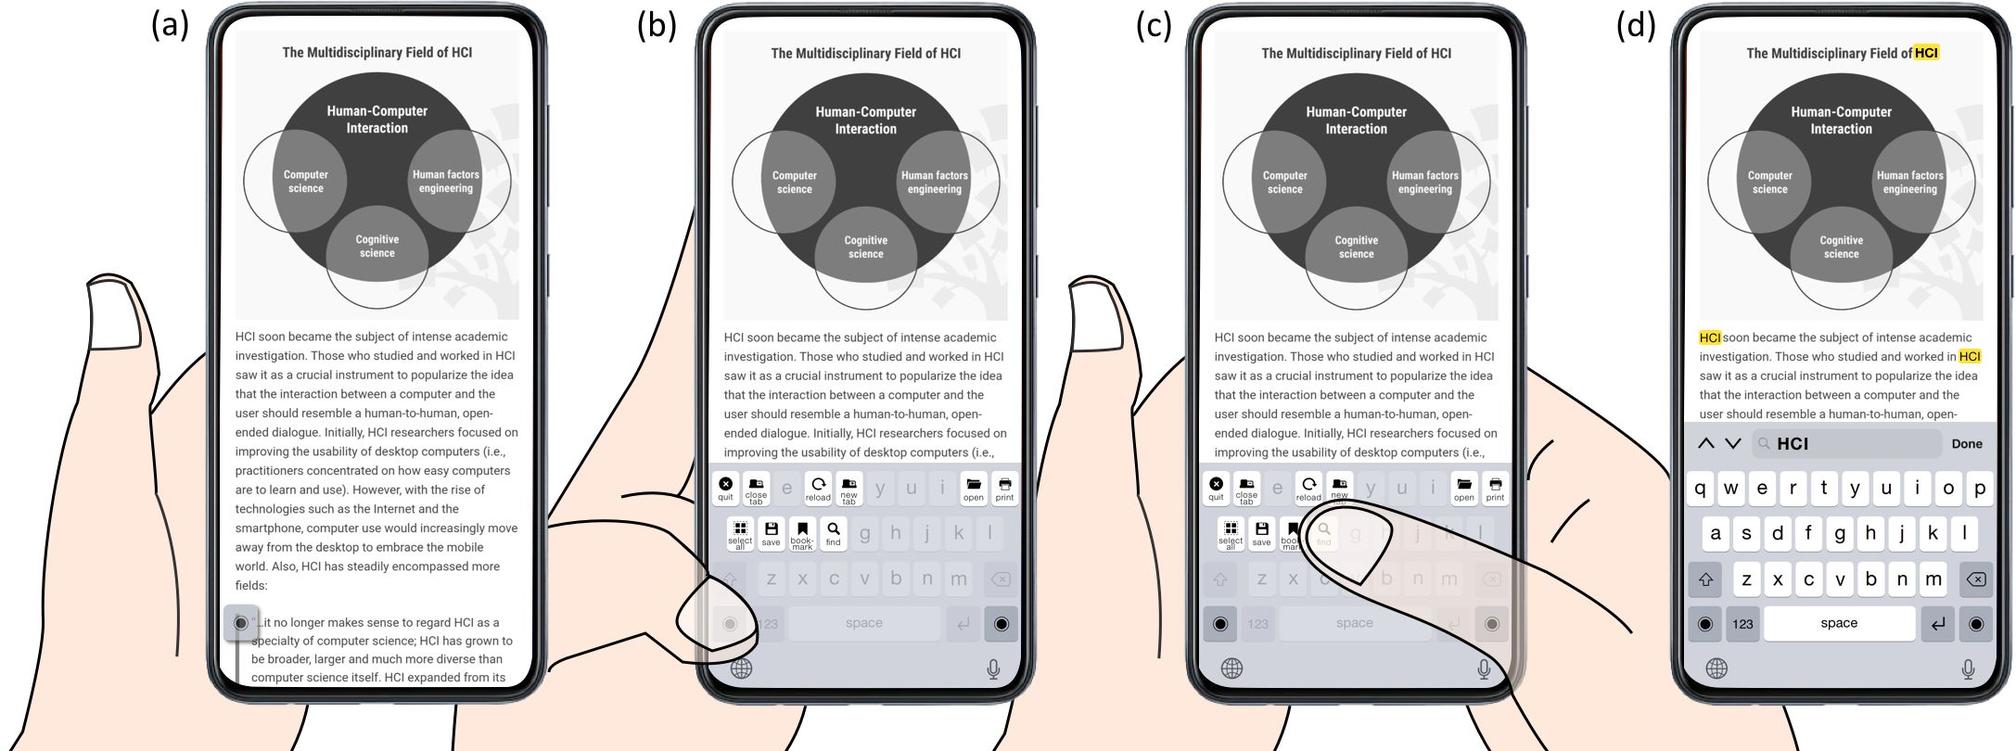 (a)
The Multidisciplinary Field of HCI
Human-Computer
Interaction
Computer
science
Human factors
engineering
Cognitive
science
HCI soon became the subject of intense academic
investigation. Those who studied and worked in HCI
saw it as a crucial instrument to popularize the idea
that the interaction between a computer and the
user should resemble a human-to-human, open-
ended dialogue. Initially, HCI researchers focused on
improving the usability of desktop computers (i.e.,
practitioners concentrated on how easy computers
are to learn and use). However, with the rise of
technologies such as the Internet and the
smartphone, computer use would increasingly move
away from the desktop to embrace the mobile
world. Also, HCI has steadily encompassed more
fields:
“…it no longer makes sense to regard HCI as a
specialty of computer science; HCI has grown to
be broader, larger and much more diverse than
computer science itself. HCI expanded from its
(b)
The Multidisciplinary Field of HCI
Human-Computer
Interaction
Computer
science
Human factors
engineering
Cognitive
science
HCI soon became the subject of intense academic
investigation. Those who studied and worked in HCI
saw it as a crucial instrument to popularize the idea
that the interaction between a computer and the
user should resemble a human-to-human, open-
ended dialogue. Initially, HCI researchers focused on
improving the usability of desktop computers (i.e.,
quit close tab e reload new tab y u i open print
select all save book-mark find g h j k l
z x c v b n m
123 space
(c)
The Multidisciplinary Field of HCI
Human-Computer
Interaction
Computer
science
Human factors
engineering
Cognitive
science
HCI soon became the subject of intense academic
investigation. Those who studied and worked in HCI
saw it as a crucial instrument to popularize the idea
that the interaction between a computer and the
user should resemble a human-to-human, open-
ended dialogue. Initially, HCI researchers focused on
improving the usability of desktop computers (i.e.,
quit close tab e reload new y u i open print
select all save book- find g j k l
z x c b n m
123 space
(d)
The Multidisciplinary Field of HCI
Human-Computer
Interaction
Computer
science
Human factors
engineering
Cognitive
science
HCI soon became the subject of intense academic
investigation. Those who studied and worked in HCI
saw it as a crucial instrument to popularize the idea
that the interaction between a computer and the
user should resemble a human-to-human, open-
HCI Done
q w e r t y u i o p
a s d f g h j k l
z x c v b n m
123 space